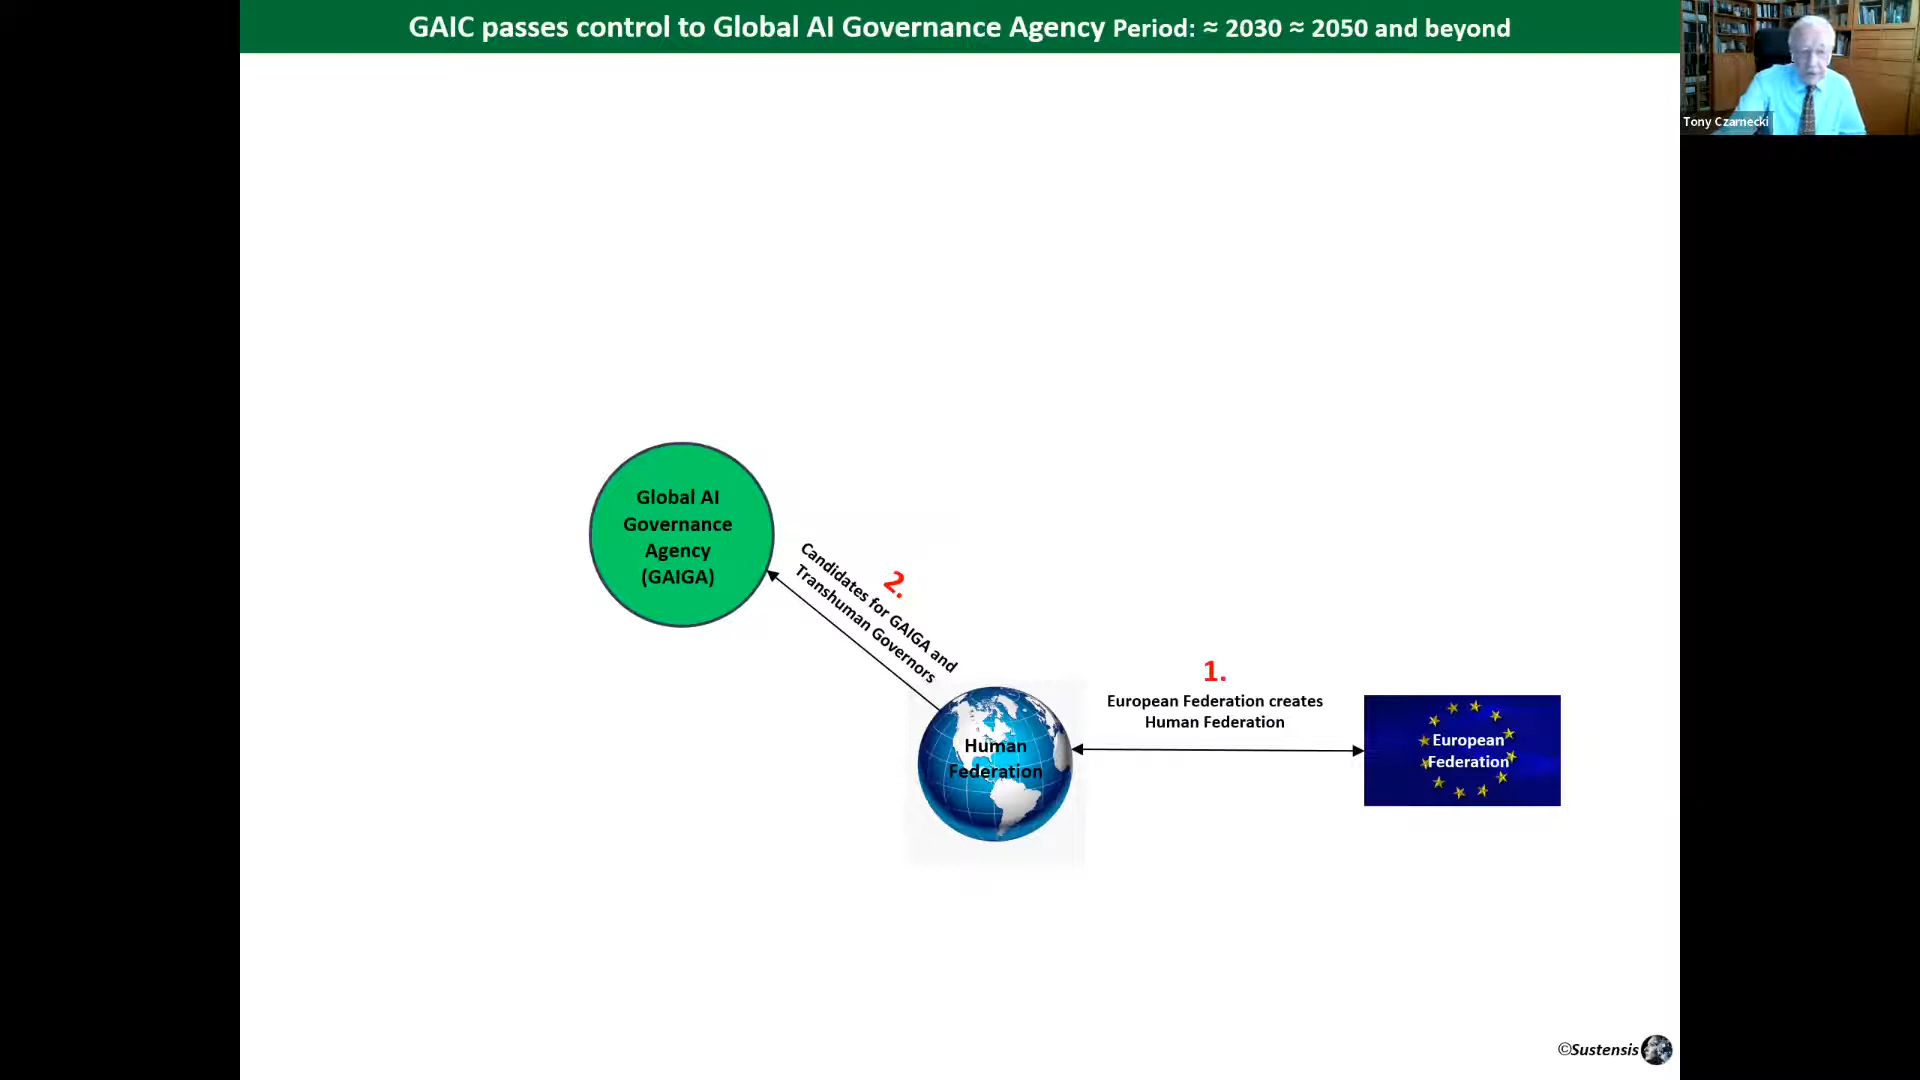 GAIC passes control to Global AI Governance Agency Period: ≈ 2030 ≈ 2050 and beyond
Tony Czarnecki
Global AI
Governance
Agency
(GAIGA)
2.
Candidates for GAIGA and
Transhuman Governors
1.
European Federation creates
Human Federation
Human
Federation
European
Federation
©Sustensis